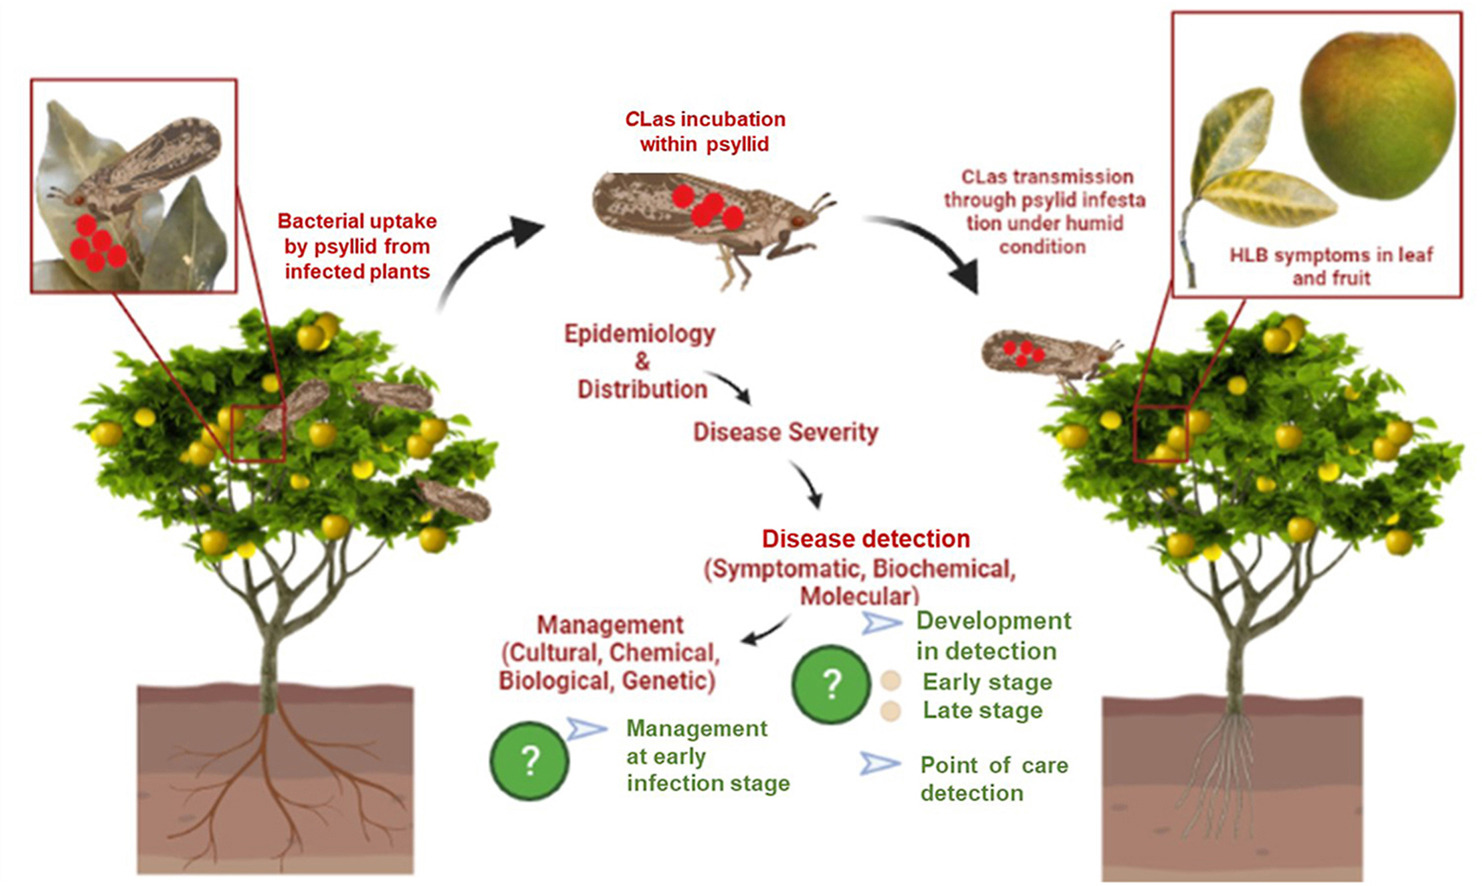 CLas incubation
within psyllid
Bacterial uptake
by psyllid from
infected plants
CLas transmission
through psylid infesta
tion under humid
condition
HLB symptoms in leaf
and fruit
Epidemiology
&
Distribution
Disease Severity
Disease detection
(Symptomatic, Biochemical,
Molecular)
Management
(Cultural, Chemical,
Biological, Genetic)
?
Management
at early
infection stage
?
Development
in detection
Early stage
Late stage
Point of care
detection